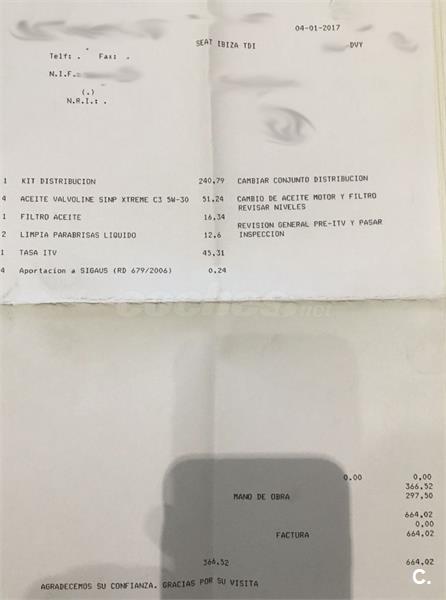 04-01-2017
SEAT IBIZA TDI
-DVY
Telf: . Fax: .
N.I.F.:
(.)
N.R.I.: .
1 KIT DISTRIBUCION 240,79 CAMBIAR CONJUNTO DISTRIBUCION
4 ACEITE VALVOLINE SINP XTREME C3 5W-30 51,24 CAMBIO DE ACEITE MOTOR Y FILTRO
REVISAR NIVELES
1 FILTRO ACEITE 16,34
REVISION GENERAL PRE-ITV Y PASAR
2 LIMPIA PARABRISAS LIQUIDO 12,6 INSPECCION
1 TASA ITV 45,31
4 Aportacion a SIGAUS (RD 679/2006) 0.24
coches.net
0.00 0,00
366.52
MANO DE OBRA 297,50
664,02
0.00
FACTURA 664,02
366.52 664,02
AGRADECEMOS SU CONFIANZA. GRACIAS POR SU VISITA
C.